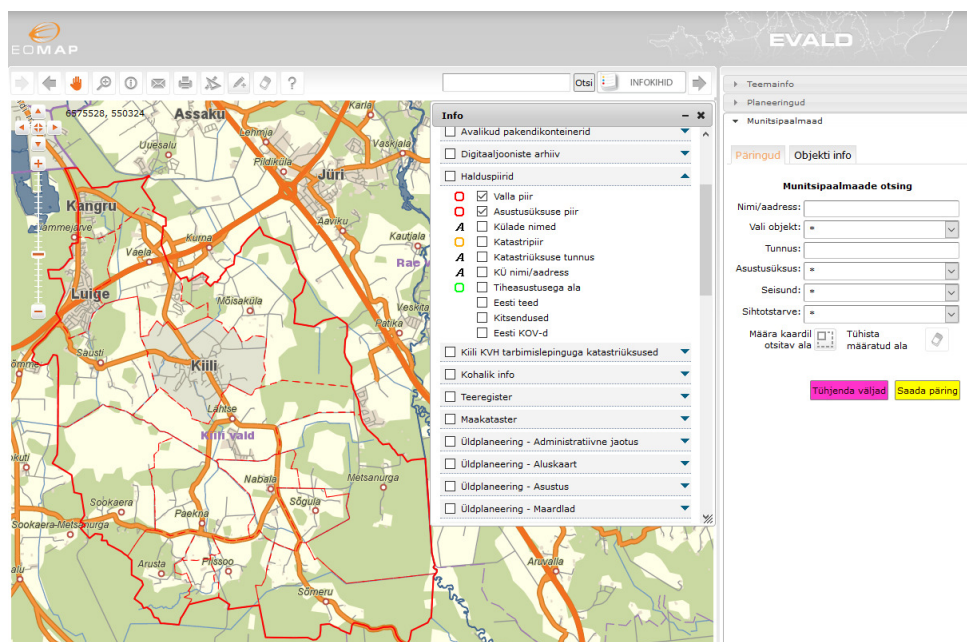 EOMAP
EVALD
?
Otsi
INFOKIHID
6575528, 550324
Assaku
Karla
Lehmja
Uuesalu
Vaskjala
Pildiküla
Jüri
Kangru
Aaviku
Kurna
Kautjala
Vaela
Rae v
Luige
Mõisaküla
Veskita
Patika
Sausti
Kiili
Lähtse
Kiili vald
Nabala
Metsanurga
Sookaera
Sõgula
Paekna
Sookaera-Metsanurga
Arusta
Piissoo
Aruvalla
Sõmeru
Info
Avalikud pakendikonteinerid
Digitaaljooniste arhiiv
Halduspiirid
Valla piir
Asustusüksuse piir
A Külade nimed
Katastripiir
A Katastriüksuse tunnus
A KÜ nimi/aadress
Tiheasustusega ala
Eesti teed
Kitsendused
Eesti KOV-d
Kiili KVH tarbimislepinguga katastriüksused
Kohalik info
Teeregister
Maakataster
Üldplaneering - Administratiivne jaotus
Üldplaneering - Aluskaart
Üldplaneering - Asustus
Üldplaneering - Maardlad
Teemainfo
Planeeringud
Munitsipaalmaad
Päringud Objekti info
Munitsipaalmaade otsing
Nimi/aadress:
Vali objekt: *
Tunnus:
Asustusüksus: *
Seisund: *
Sihtotstarve: *
Määra kaardil
otsitav ala
Tühista
määratud ala
Tühjenda väljad
Saada päring